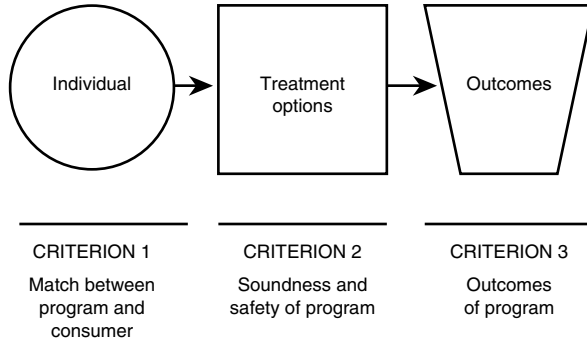 Individual
Treatment
options
Outcomes
CRITERION 1
Match between
program and
consumer
CRITERION 2
Soundness and
safety of program
CRITERION 3
Outcomes
of program